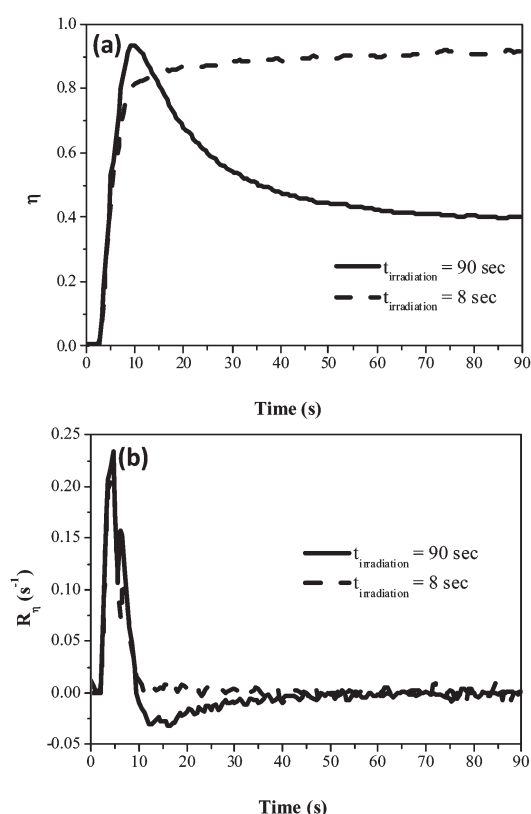 (a)
1.0
0.8
0.6
0.4
0.2
0.0
η
t_irradiation = 90 sec
t_irradiation = 8 sec
0 10 20 30 40 50 60 70 80 90
Time (s)
(b)
0.25
0.20
0.15
0.10
0.05
0.00
-0.05
R_η (s⁻¹)
t_irradiation = 90 sec
t_irradiation = 8 sec
0 10 20 30 40 50 60 70 80 90
Time (s)